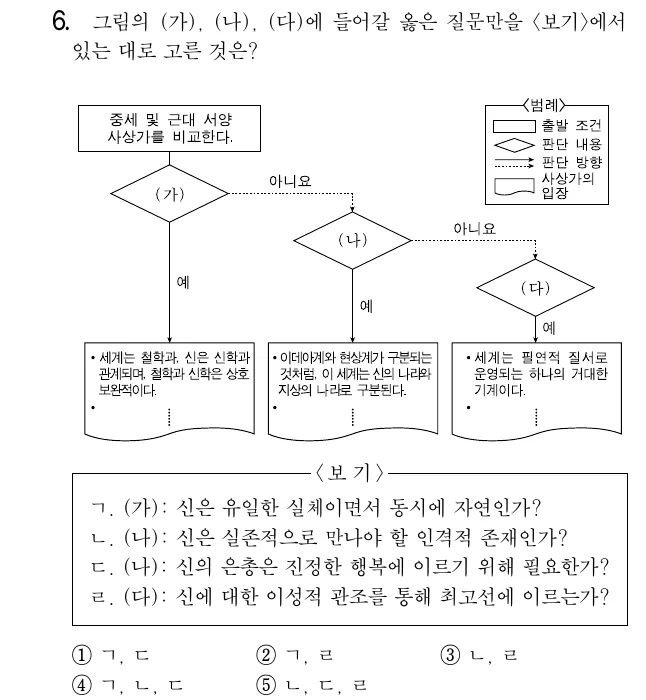 6. 그림의 (가), (나), (다)에 들어갈 옳은 질문만을 〈보기〉에서
있는 대로 고른 것은?
중세 및 근대 서양
사상가를 비교한다.
〈범례〉
출발 조건
판단 내용
판단 방향
사상가의
입장
(가)
아니요
(나)
아니요
(다)
예
예
예
• 세계는 철학과, 신은 신학과
관계되며, 철학과 신학은 상호
보완적이다.
•
• 이데아계와 현상계가 구분되는
것처럼, 이 세계는 신의 나라와
지상의 나라로 구분된다.
•
• 세계는 필연적 질서로
운영되는 하나의 거대한
기계이다.
•
〈보 기〉
ㄱ. (가): 신은 유일한 실체이면서 동시에 자연인가?
ㄴ. (나): 신은 실존적으로 만나야 할 인격적 존재인가?
ㄷ. (나): 신의 은총은 진정한 행복에 이르기 위해 필요한가?
ㄹ. (다): 신에 대한 이성적 관조를 통해 최고선에 이르는가?
① ㄱ, ㄷ ② ㄱ, ㄹ ③ ㄴ, ㄹ
④ ㄱ, ㄴ, ㄷ ⑤ ㄴ, ㄷ, ㄹ